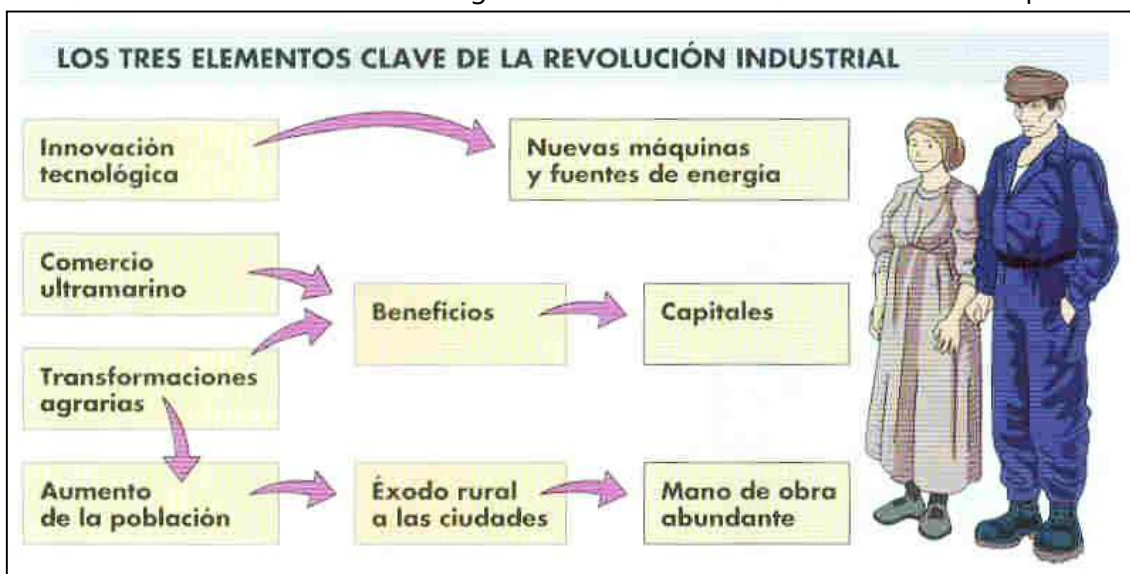 LOS TRES ELEMENTOS CLAVE DE LA REVOLUCIÓN INDUSTRIAL
Innovación
tecnológica
Nuevas máquinas
y fuentes de energía
Comercio
ultramarino
Beneficios
Capitales
Transformaciones
agrarias
Aumento
de la población
Éxodo rural
a las ciudades
Mano de obra
abundante